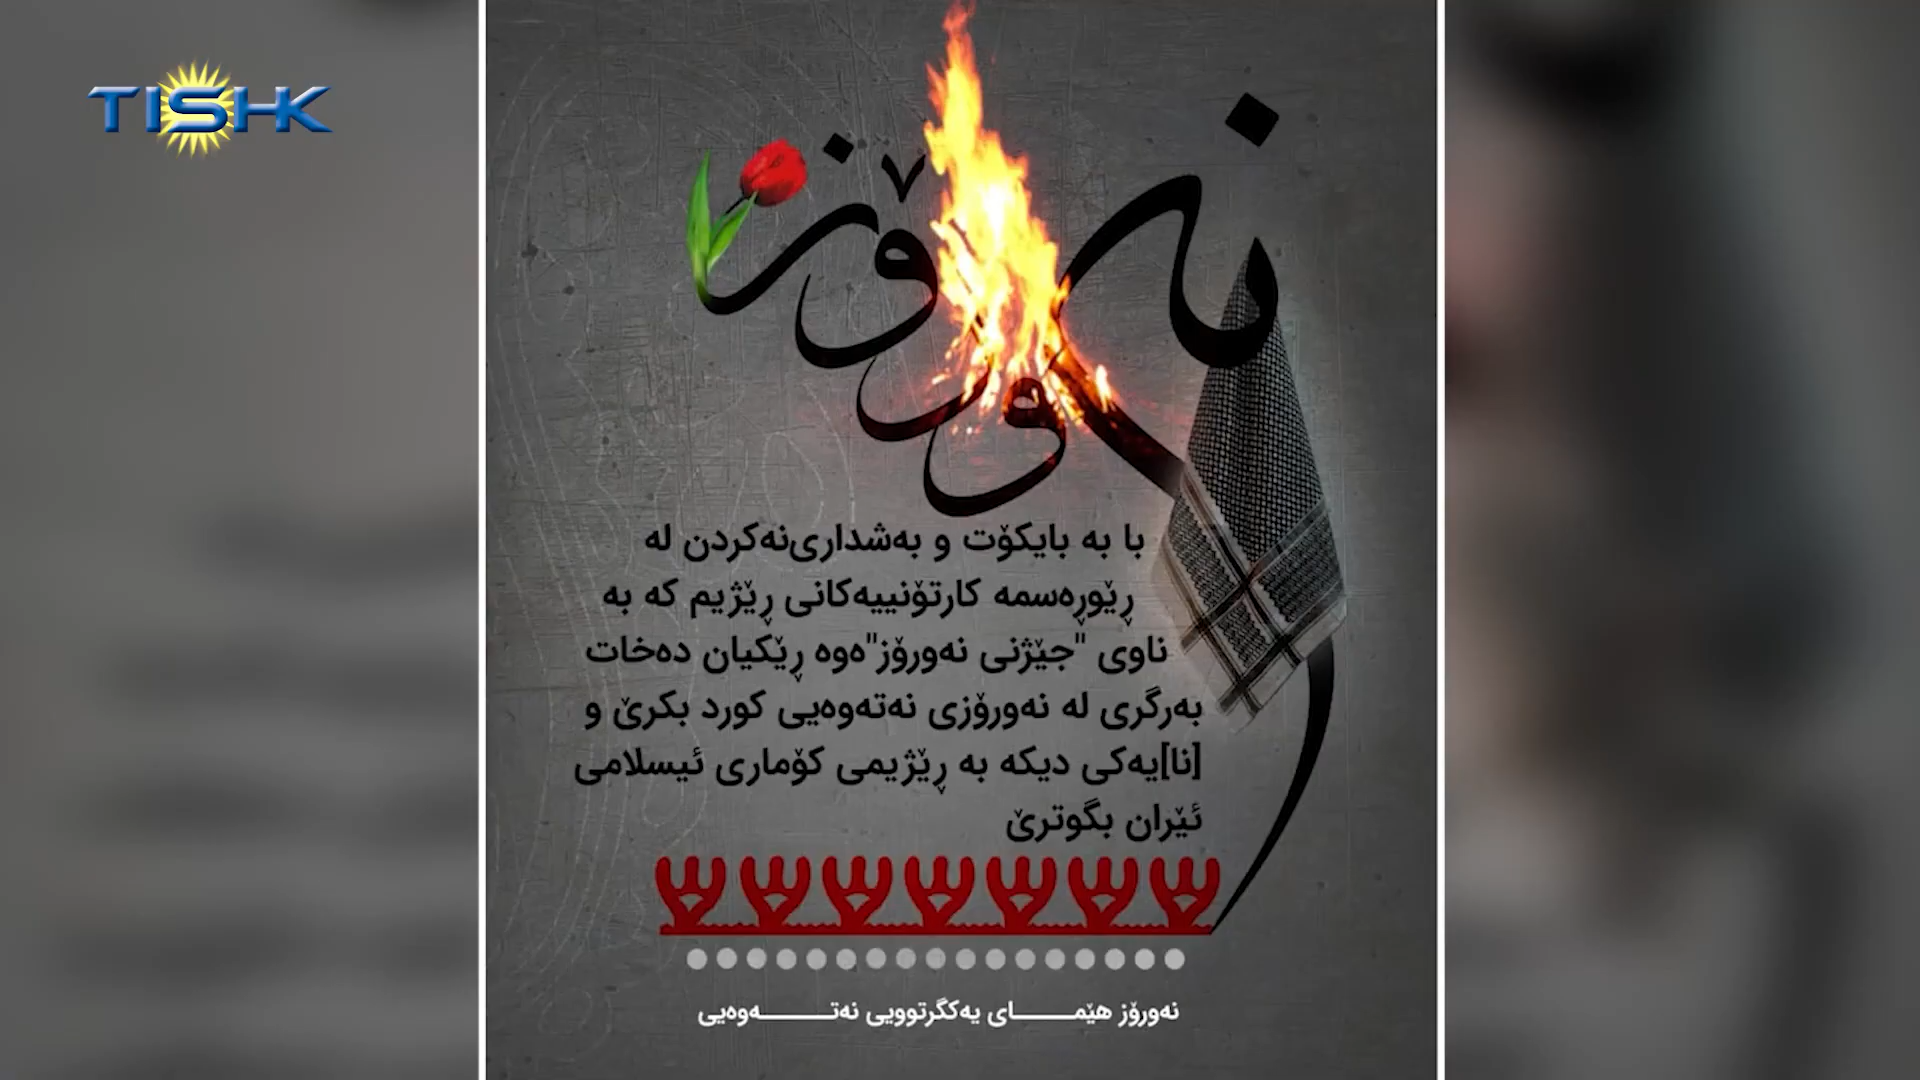 TISHK
نەورۆز
با بە بایکۆت و بەشداری‌نەکردن لە
ڕێوڕەسمە کارتۆنییەکانی ڕێژیم کە بە
ناوی "جێژنی نەورۆز"ەوە ڕێکیان دەخات
بەرگری لە نەورۆزی نەتەوەیی کورد بکرێ و
[نا]یەکی دیکە بە ڕێژیمی کۆماری ئیسلامی
ئێران بگوترێ
نەورۆز هێمـــــای یەکگرتوویی نەتــــــەوەیی